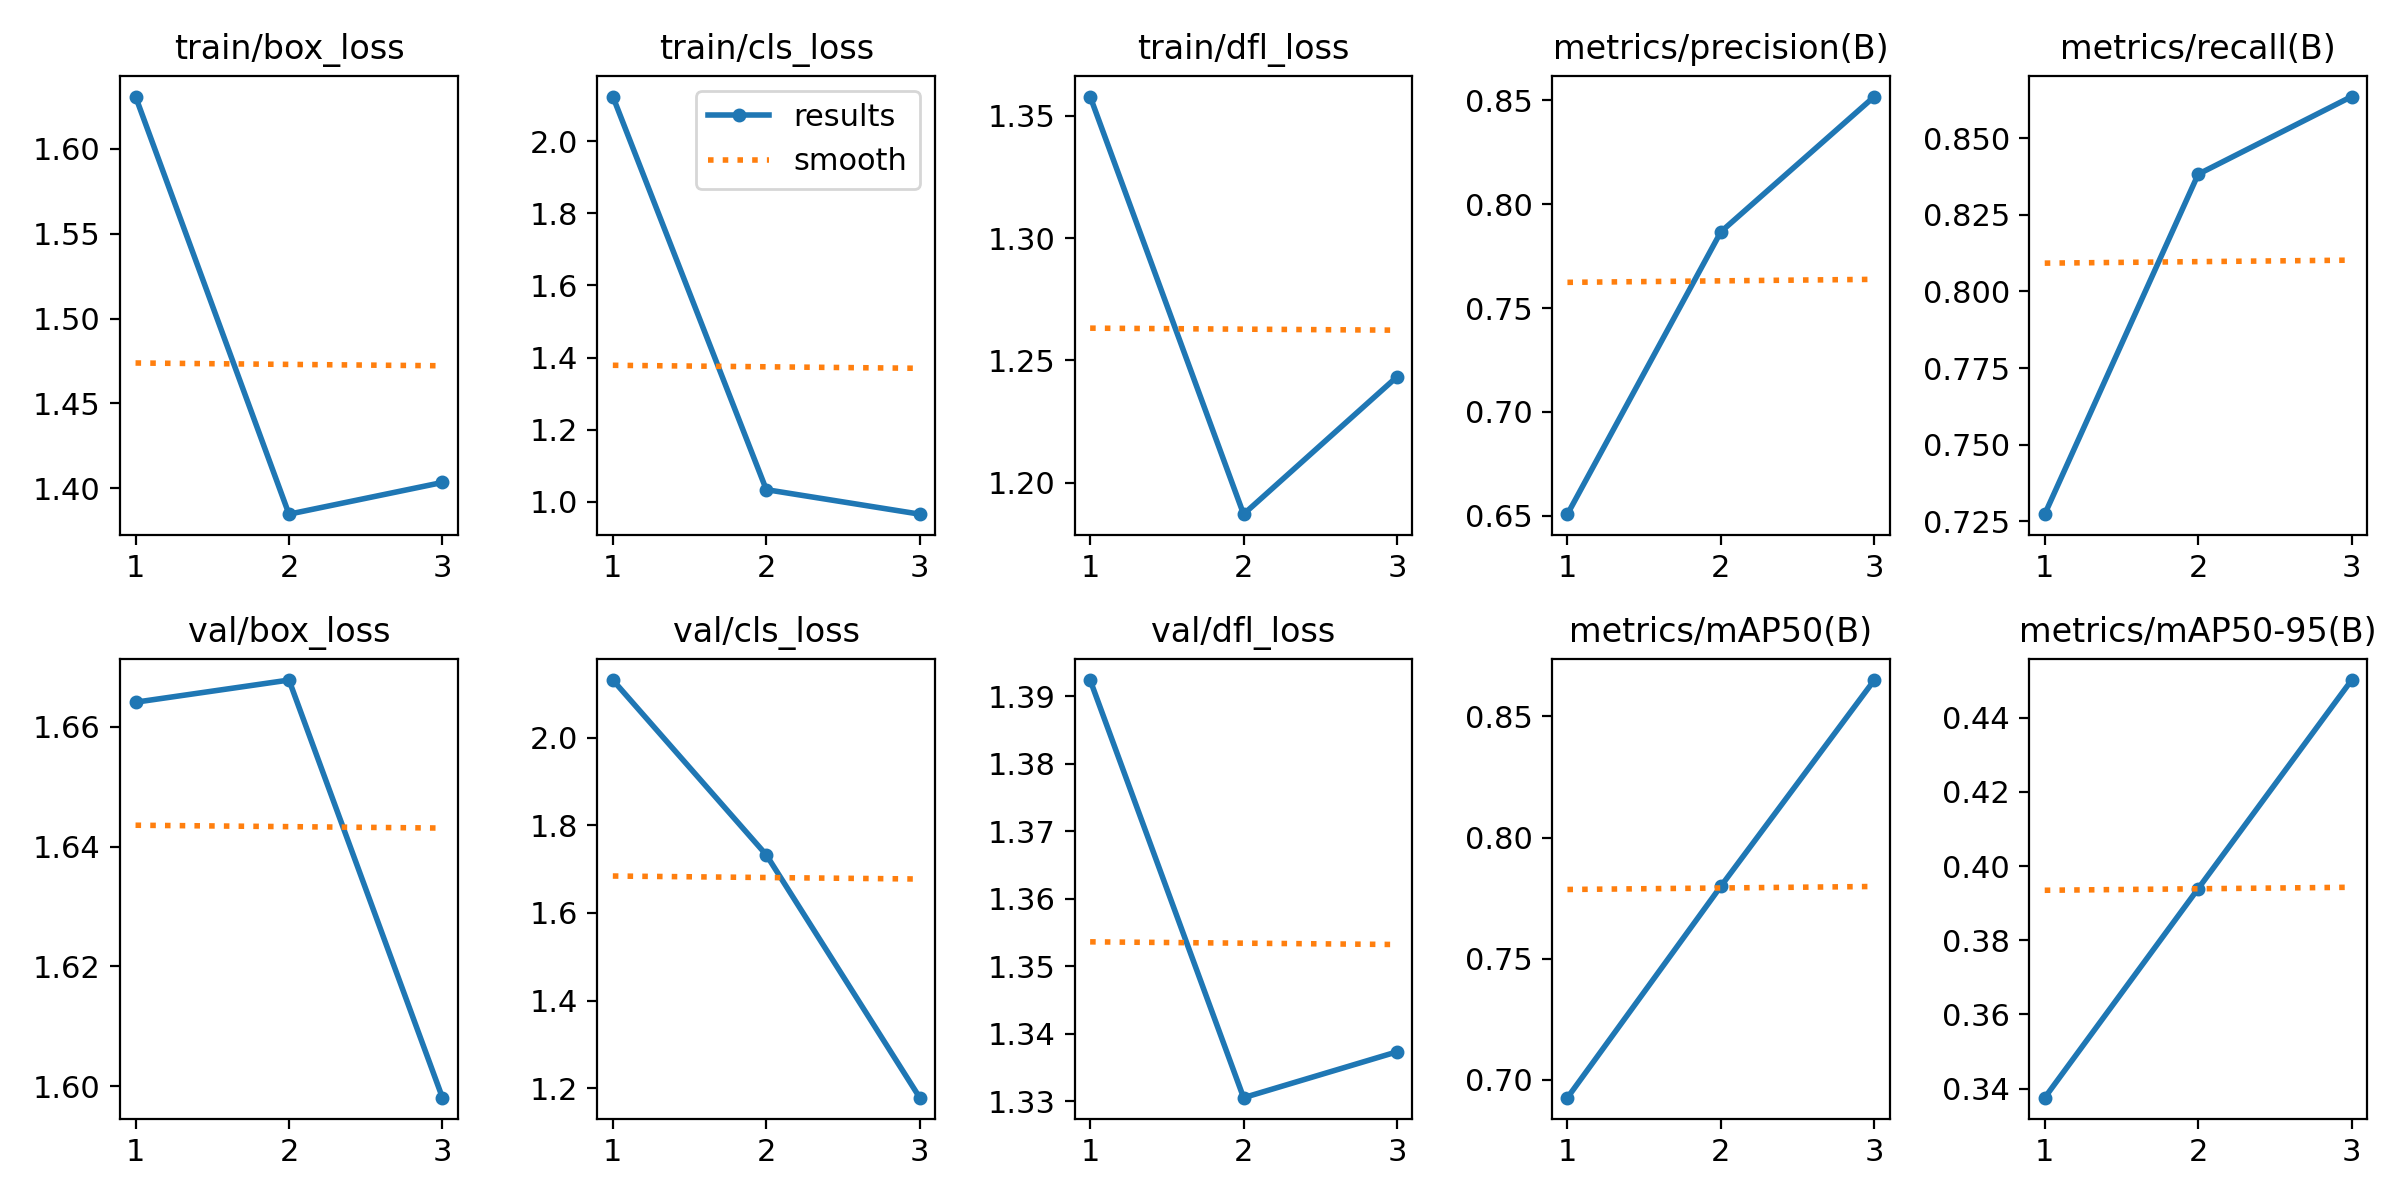 train/box_loss
1.60
1.55
1.50
1.45
1.40
1 2 3
train/cls_loss
results
smooth
2.0
1.8
1.6
1.4
1.2
1.0
1 2 3
train/dfl_loss
1.35
1.30
1.25
1.20
1 2 3
metrics/precision(B)
0.85
0.80
0.75
0.70
0.65
1 2 3
metrics/recall(B)
0.850
0.825
0.800
0.775
0.750
0.725
1 2 3
val/box_loss
1.66
1.64
1.62
1.60
1 2 3
val/cls_loss
2.0
1.8
1.6
1.4
1.2
1 2 3
val/dfl_loss
1.39
1.38
1.37
1.36
1.35
1.34
1.33
1 2 3
metrics/mAP50(B)
0.85
0.80
0.75
0.70
1 2 3
metrics/mAP50-95(B)
0.44
0.42
0.40
0.38
0.36
0.34
1 2 3